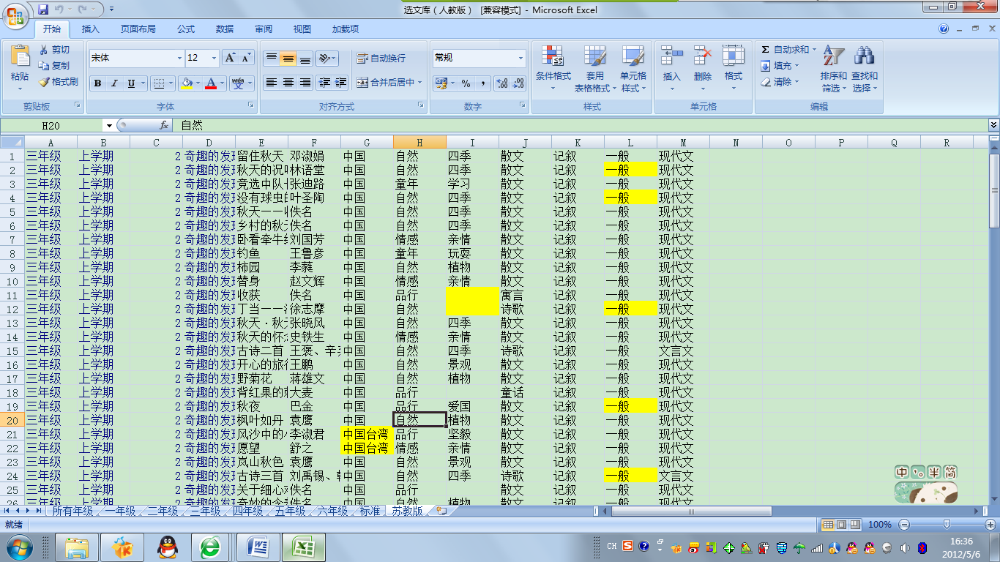 选文库（人教版） [兼容模式] - Microsoft Excel
开始 插入 页面布局 公式 数据 审阅 视图 加载项
粘贴 剪切 复制 格式刷
宋体 12 自动换行 合并后居中 常规
条件格式 套用表格格式 单元格样式 插入 删除 格式
Σ 自动求和 填充 清除 排序和筛选 查找和选择
剪贴板 字体 对齐方式 数字 样式 单元格 编辑
H20 fx 自然
A B C D E F G H I J K L M N O P Q R
1 三年级 上学期 2 奇趣的发 留住秋天 邓淑娟 中国 自然 四季 散文 记叙 一般 现代文
2 三年级 上学期 2 奇趣的发 秋天的况 林语堂 中国 自然 四季 散文 记叙 一般 现代文
3 三年级 上学期 2 奇趣的发 竞选中队 张迪路 中国 童年 学习 散文 记叙 一般 现代文
4 三年级 上学期 2 奇趣的发 没有球虫 叶圣陶 中国 自然 四季 散文 记叙 一般 现代文
5 三年级 上学期 2 奇趣的发 秋天一一 佚名 中国 自然 四季 散文 记叙 一般 现代文
6 三年级 上学期 2 奇趣的发 乡村的秋 佚名 中国 自然 四季 散文 记叙 一般 现代文
7 三年级 上学期 2 奇趣的发 卧看牵牛 刘国芳 中国 情感 亲情 散文 记叙 一般 现代文
8 三年级 上学期 2 奇趣的发 钓鱼 王鲁彦 中国 童年 玩耍 散文 记叙 一般 现代文
9 三年级 上学期 2 奇趣的发 柿园 李蕤 中国 自然 植物 散文 记叙 一般 现代文
10 三年级 上学期 2 奇趣的发 替身 赵文辉 中国 情感 亲情 散文 记叙 一般 现代文
11 三年级 上学期 2 奇趣的发 收获 佚名 中国 品行 寓言 记叙 一般 现代文
12 三年级 上学期 2 奇趣的发 丁当一一 徐志摩 中国 自然 诗歌 记叙 一般 现代文
13 三年级 上学期 2 奇趣的发 秋天·秋 张晓风 中国 自然 四季 散文 记叙 一般 现代文
14 三年级 上学期 2 奇趣的发 秋天的怀 史铁生 中国 情感 亲情 散文 记叙 一般 现代文
15 三年级 上学期 2 奇趣的发 古诗二首 王褒、辛 中国 自然 四季 诗歌 记叙 一般 文言文
16 三年级 上学期 2 奇趣的发 开心的旅 王鹏 中国 自然 景观 散文 记叙 一般 现代文
17 三年级 上学期 2 奇趣的发 野菊花 蒋雄文 中国 自然 植物 散文 记叙 一般 现代文
18 三年级 上学期 2 奇趣的发 背红果的 大麦 中国 品行 童话 记叙 一般 现代文
19 三年级 上学期 2 奇趣的发 秋夜 巴金 中国 品行 爱国 散文 记叙 一般 现代文
20 三年级 上学期 2 奇趣的发 枫叶如丹 袁鹰 中国 自然 植物 散文 记叙 一般 现代文
21 三年级 上学期 2 奇趣的发 风沙中的 李淑君 中国台湾 品行 坚毅 散文 记叙 一般 现代文
22 三年级 上学期 2 奇趣的发 愿望 舒之 中国台湾 情感 亲情 散文 记叙 一般 现代文
23 三年级 上学期 2 奇趣的发 岚山秋色 袁鹰 中国 自然 景观 散文 记叙 一般 现代文
24 三年级 上学期 2 奇趣的发 古诗三首 刘禹锡、 中国 自然 四季 诗歌 记叙 一般 文言文
25 三年级 上学期 2 奇趣的发 关于细心 佚名 中国 品行 散文 记叙 一般 现代文
26 三年级 上学期 2 奇趣的发 奇妙的 佚名 中国 自然 植物 散文 记叙 一般 现代文
所有年级 一年级 二年级 三年级 四年级 五年级 六年级 标准 苏教版
中 半 简
就绪 100%
CH 16:36
2012/5/6